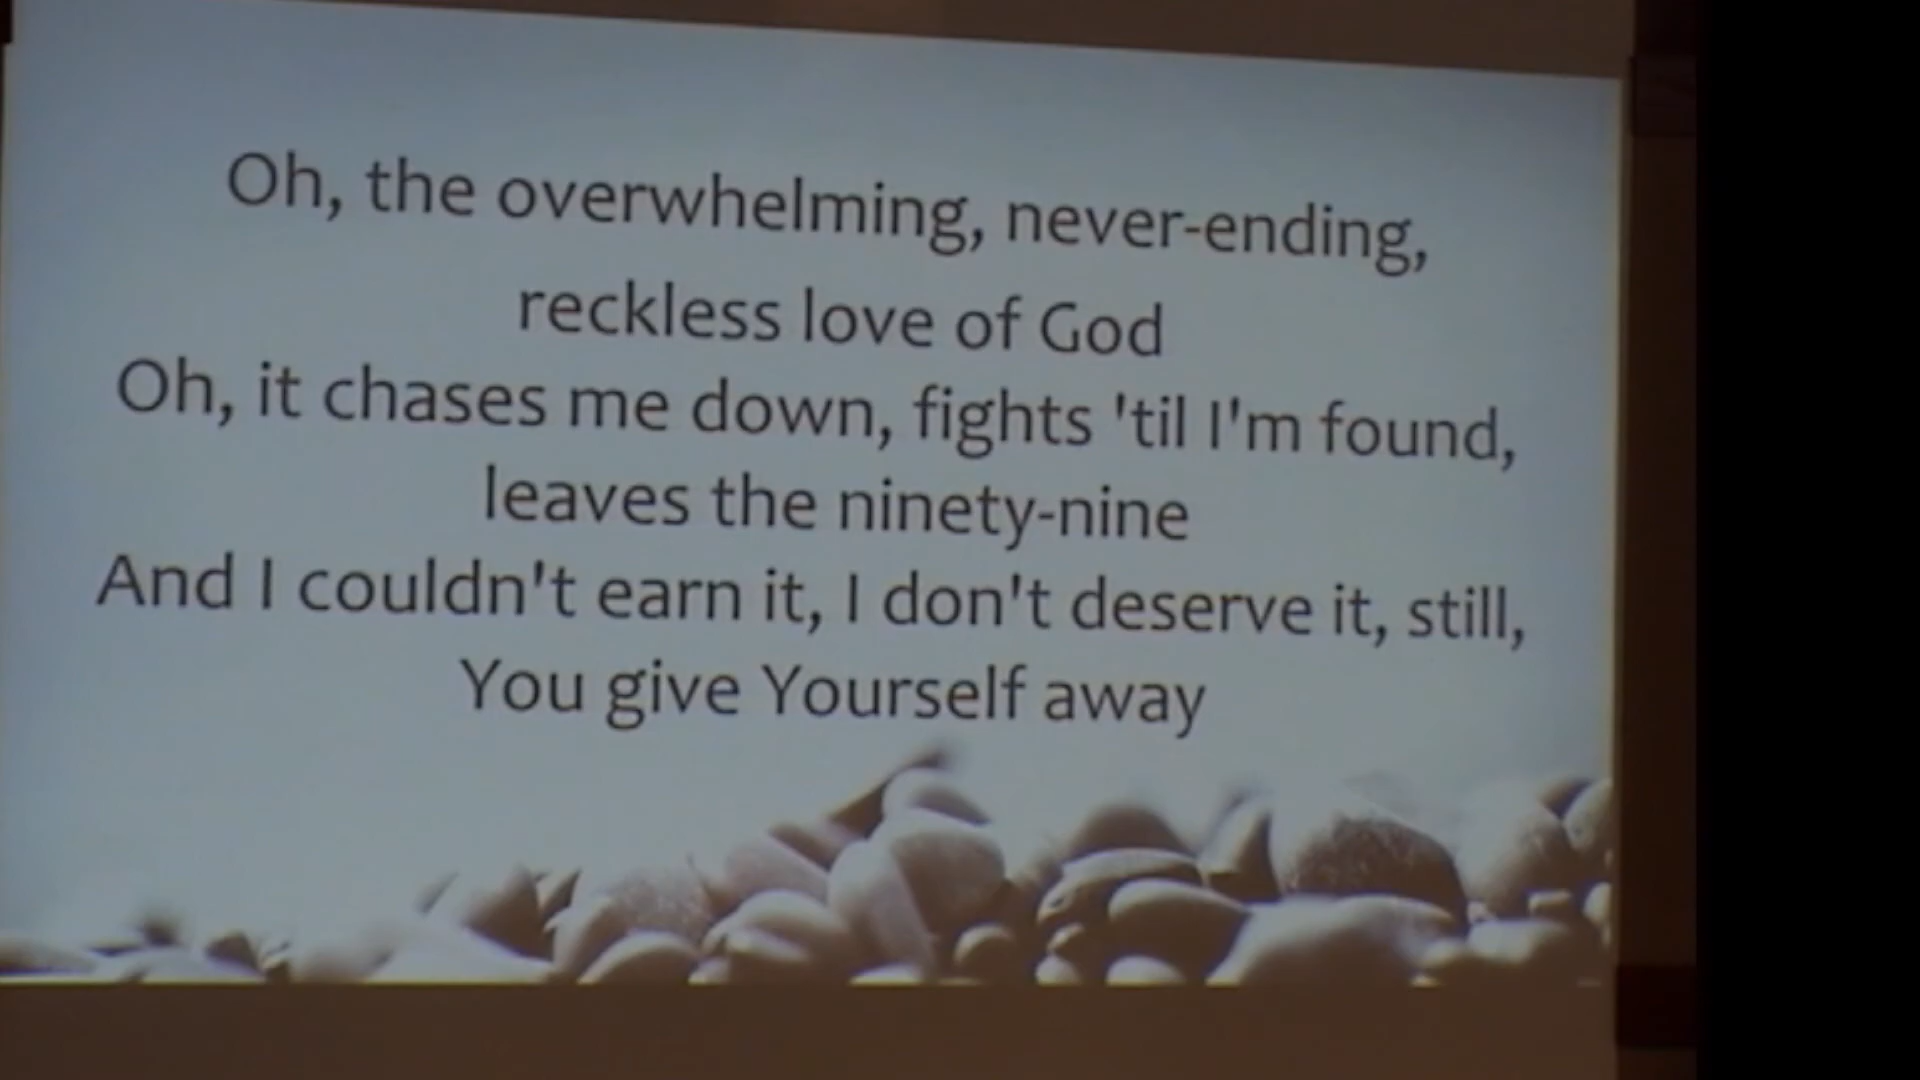 Oh, the overwhelming, never-ending,
reckless love of God
Oh, it chases me down, fights 'til I'm found,
leaves the ninety-nine
And I couldn't earn it, I don't deserve it, still,
You give Yourself away